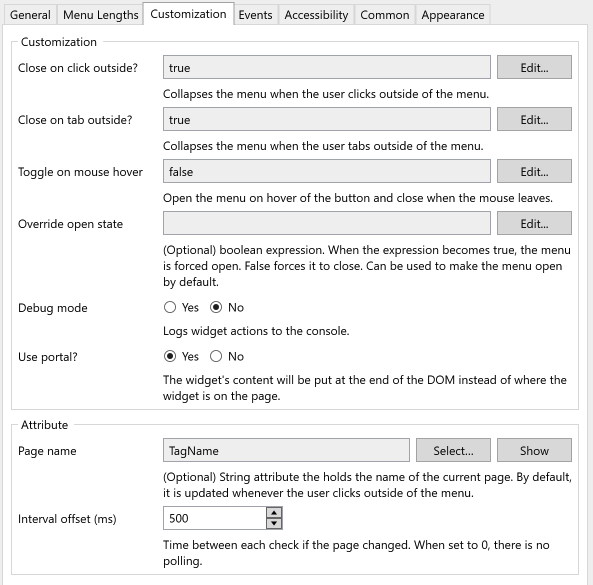 General Menu Lengths Customization Events Accessibility Common Appearance
Customization
Close on click outside? true Edit...
Collapses the menu when the user clicks outside of the menu.
Close on tab outside? true Edit...
Collapses the menu when the user tabs outside of the menu.
Toggle on mouse hover false Edit...
Open the menu on hover of the button and close when the mouse leaves.
Override open state Edit...
(Optional) boolean expression. When the expression becomes true, the menu
is forced open. False forces it to close. Can be used to make the menu open
by default.
Debug mode Yes No
Logs widget actions to the console.
Use portal? Yes No
The widget's content will be put at the end of the DOM instead of where the
widget is on the page.
Attribute
Page name TagName Select... Show
(Optional) String attribute the holds the name of the current page. By default,
it is updated whenever the user clicks outside of the menu.
Interval offset (ms) 500
Time between each check if the page changed. When set to 0, there is no
polling.